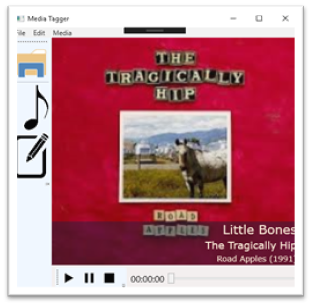 Media Tagger
File Edit Media
THE
TRAGICALLY
HIP
ROAD
APPLES
Little Bones
The Tragically Hip
Road Apples (1991)
00:00:00